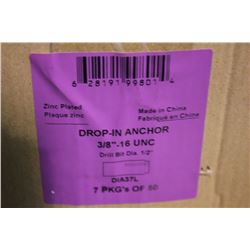 6 28191 99801 4
Zinc Plated
Plaque zinc
Made in China
Fabriqué en China
DROP-IN ANCHOR
3/8"-16 UNC
Drill Bit Dia. 1/2"
DIA37L
7 PKG's OF 50